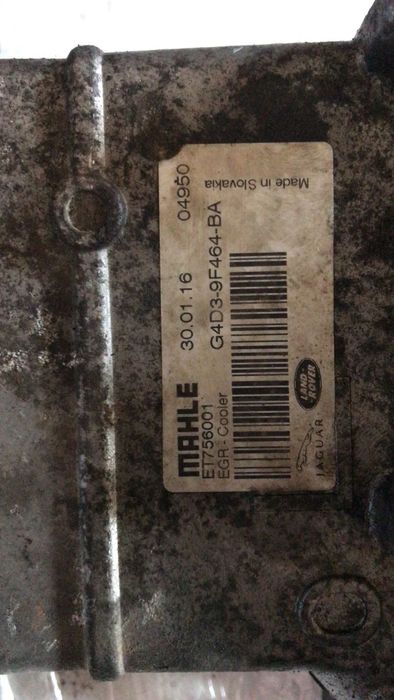 MAHLE 30.01.16 04950
ET756001
EGR - Cooler G4D3-9F464-BA
JAGUAR LAND-ROVER Made in Slovakia